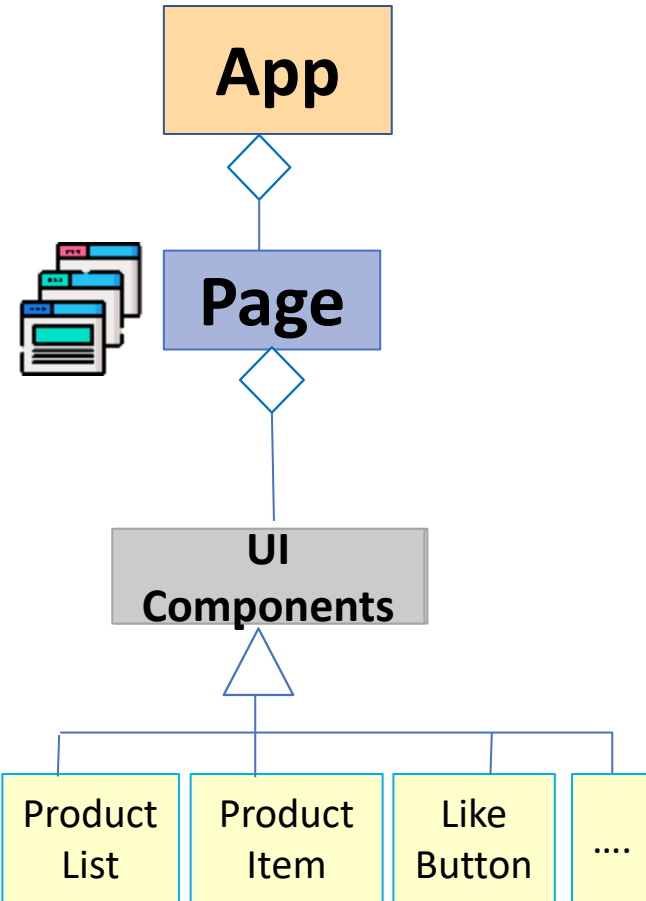 App
Page
UI
Components
Product
List
Product
Item
Like
Button
....